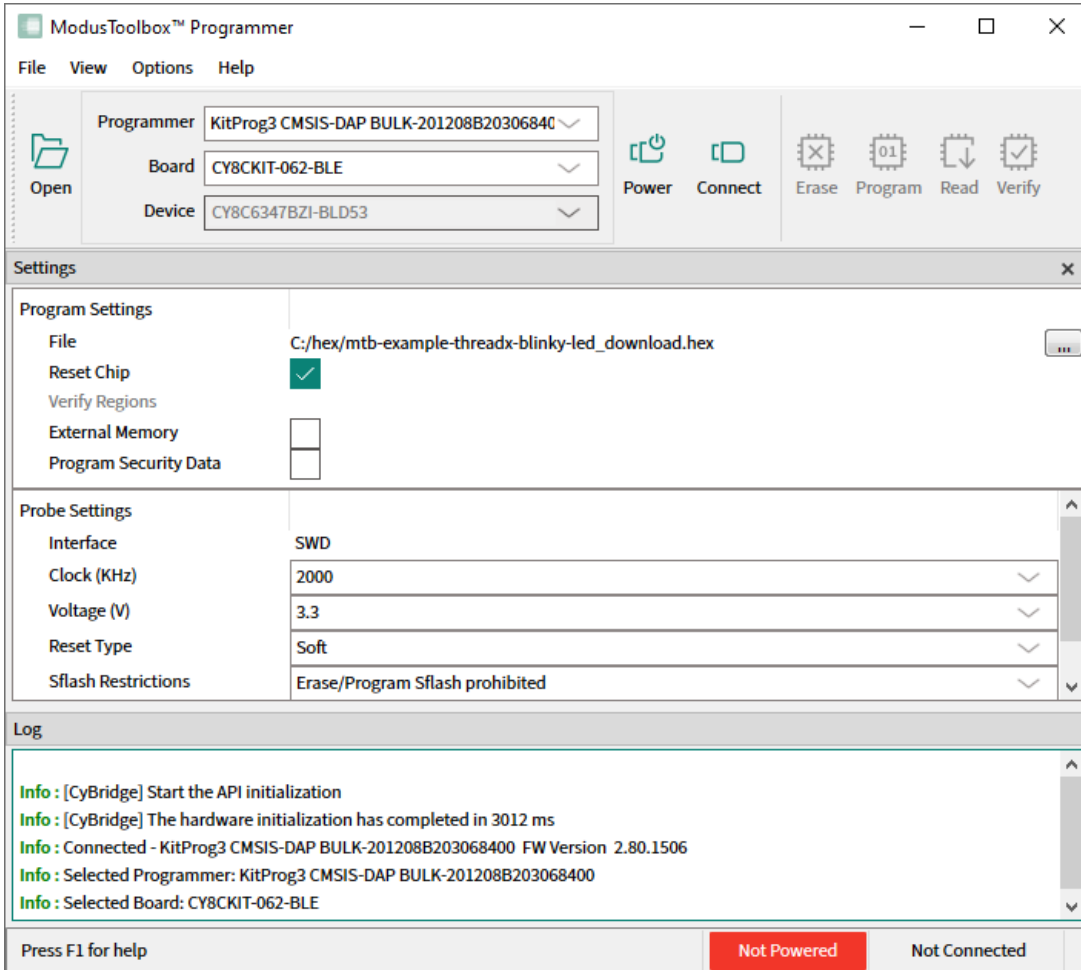 ModusToolbox™ Programmer
File View Options Help
Open
Programmer KitProg3 CMSIS-DAP BULK-201208B20306840
Board CY8CKIT-062-BLE
Device CY8C6347BZI-BLD53
Power Connect Erase Program Read Verify
Settings
Program Settings
File C:/hex/mtb-example-threadx-blinky-led_download.hex ...
Reset Chip
Verify Regions
External Memory
Program Security Data
Probe Settings
Interface SWD
Clock (KHz) 2000
Voltage (V) 3.3
Reset Type Soft
Sflash Restrictions Erase/Program Sflash prohibited
Log
Info : [CyBridge] Start the API initialization
Info : [CyBridge] The hardware initialization has completed in 3012 ms
Info : Connected - KitProg3 CMSIS-DAP BULK-201208B203068400 FW Version 2.80.1506
Info : Selected Programmer: KitProg3 CMSIS-DAP BULK-201208B203068400
Info : Selected Board: CY8CKIT-062-BLE
Press F1 for help Not Powered Not Connected